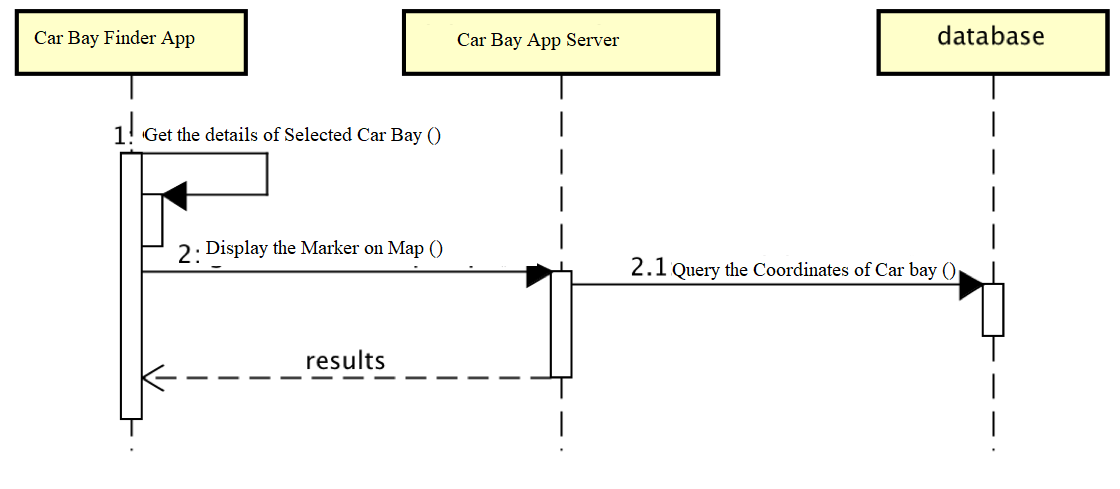 Car Bay Finder App
Car Bay App Server
database
1: Get the details of Selected Car Bay ()
2: Display the Marker on Map ()
2.1 Query the Coordinates of Car bay ()
results